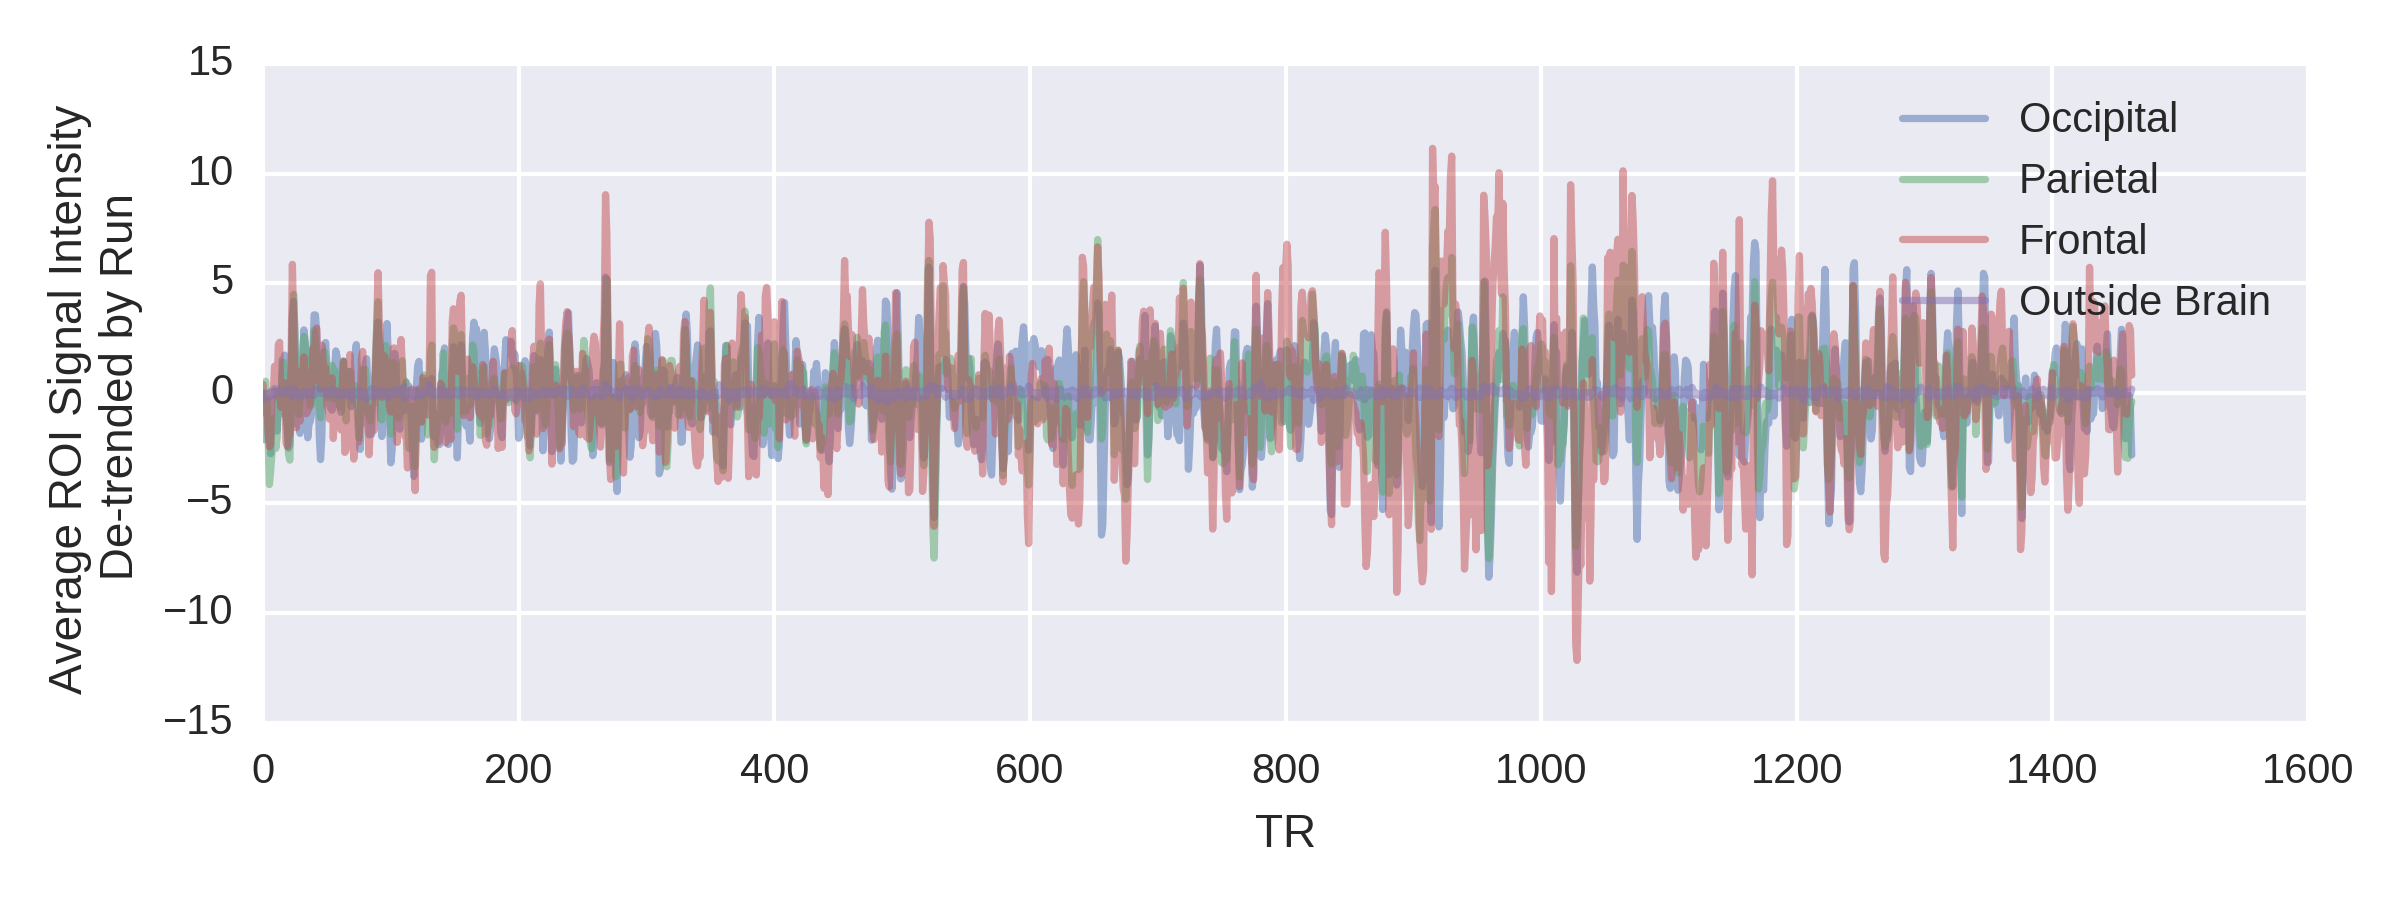 Average ROI Signal Intensity
De-trended by Run
15
10
5
0
−5
−10
−15
0 200 400 600 800 1000 1200 1400 1600
TR
Occipital
Parietal
Frontal
Outside Brain